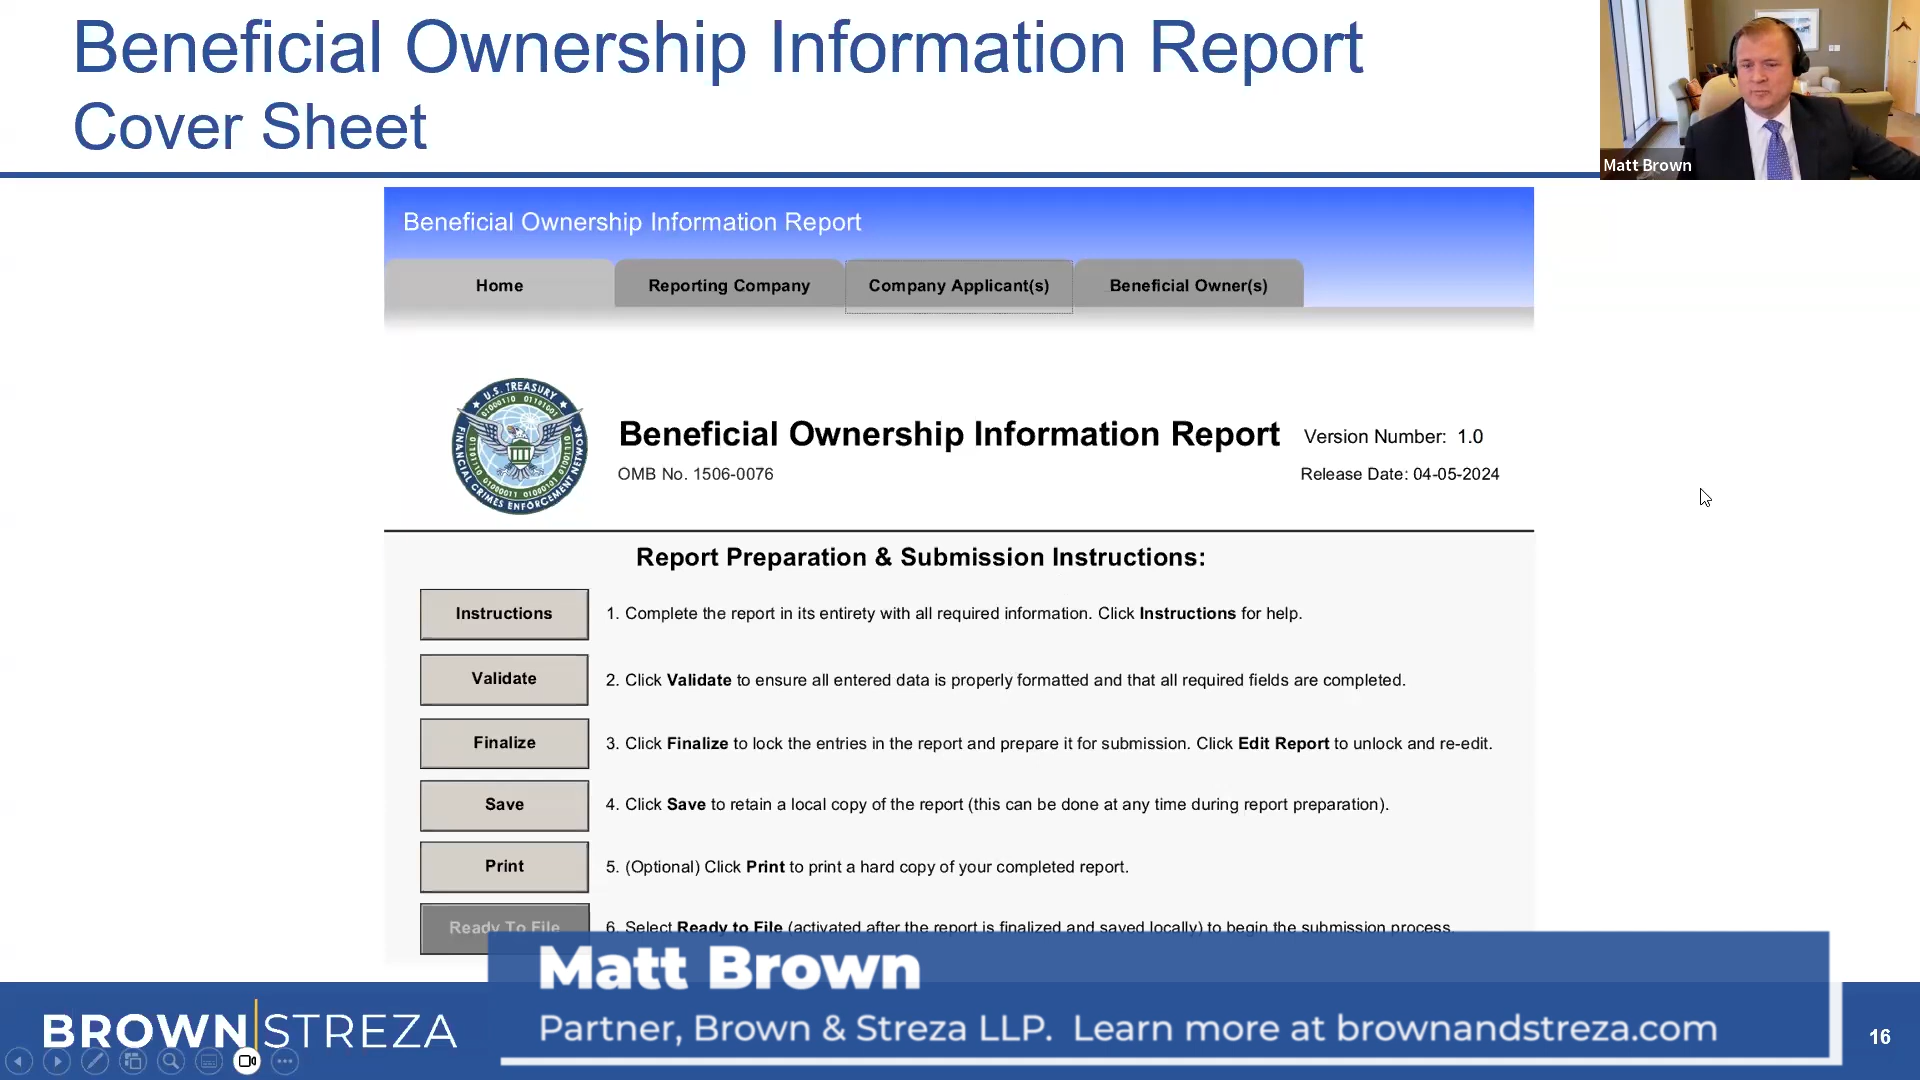 Beneficial Ownership Information Report
Cover Sheet
Matt Brown
Beneficial Ownership Information Report
Home
Reporting Company
Company Applicant(s)
Beneficial Owner(s)
U.S. TREASURY
FINANCIAL CRIMES ENFORCEMENT NETWORK
Beneficial Ownership Information Report
Version Number: 1.0
OMB No. 1506-0076
Release Date: 04-05-2024
Report Preparation & Submission Instructions:
Instructions
1. Complete the report in its entirety with all required information. Click Instructions for help.
Validate
2. Click Validate to ensure all entered data is properly formatted and that all required fields are completed.
Finalize
3. Click Finalize to lock the entries in the report and prepare it for submission. Click Edit Report to unlock and re-edit.
Save
4. Click Save to retain a local copy of the report (this can be done at any time during report preparation).
Print
5. (Optional) Click Print to print a hard copy of your completed report.
Ready To File
6. Select Ready to File (activated after the report is finalized and saved locally) to begin the submission process.
Matt Brown
Partner, Brown & Streza LLP. Learn more at brownandstreza.com
BROWN|STREZA
16